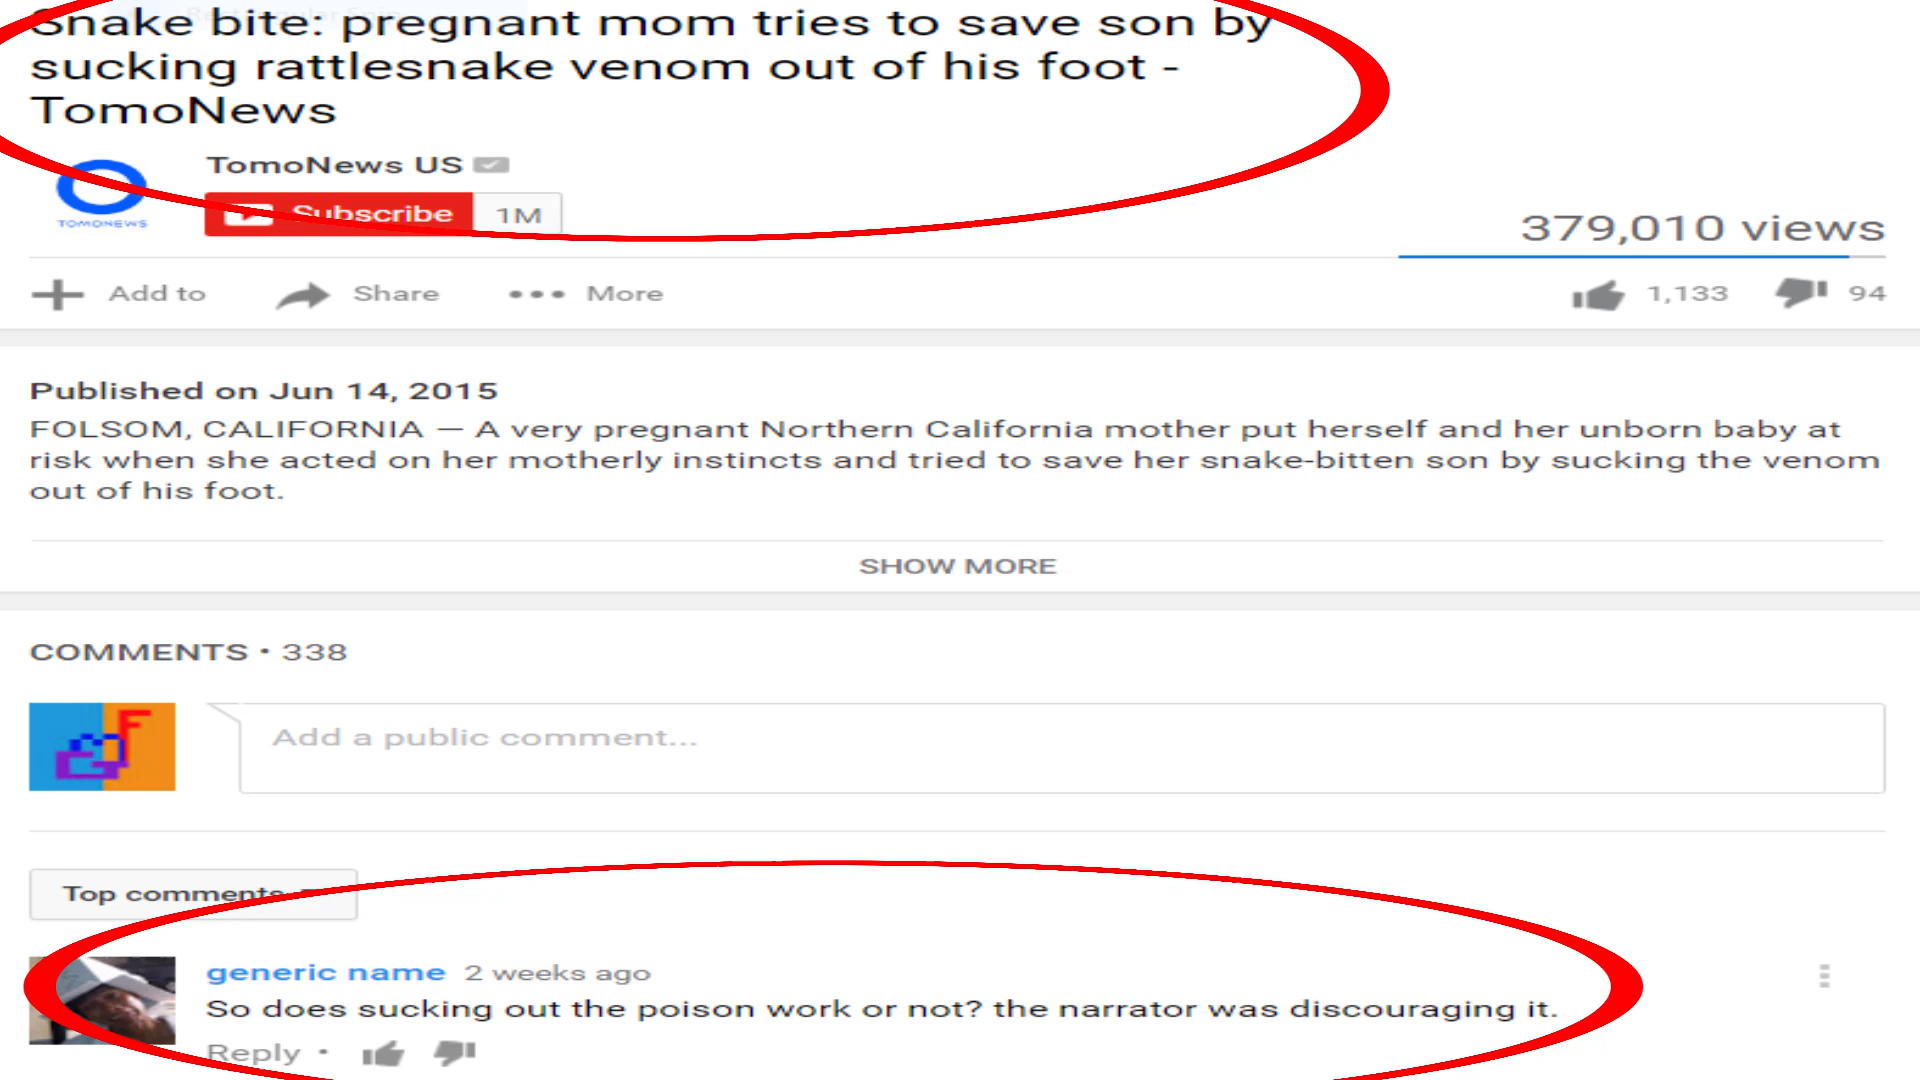 Snake bite: pregnant mom tries to save son by
sucking rattlesnake venom out of his foot -
TomoNews
TomoNews US
TOMONEWS
Subscribe 1M
379,010 views
Add to Share More 1,133 94
Published on Jun 14, 2015
FOLSOM, CALIFORNIA — A very pregnant Northern California mother put herself and her unborn baby at
risk when she acted on her motherly instincts and tried to save her snake-bitten son by sucking the venom
out of his foot.
SHOW MORE
COMMENTS • 338
Add a public comment...
Top comments
generic name 2 weeks ago
So does sucking out the poison work or not? the narrator was discouraging it.
Reply •